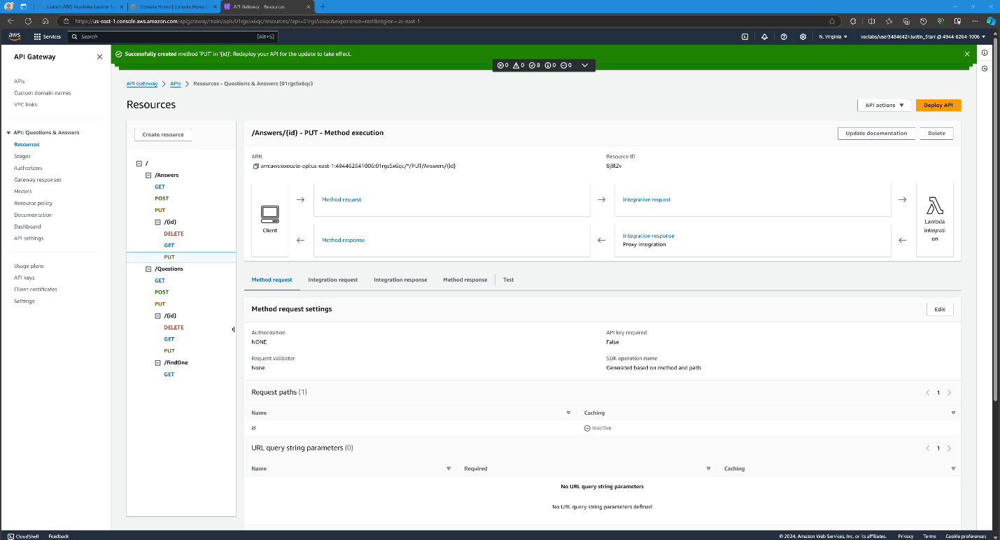 Launch AWS Academy Learner La
Console Home | Console Home |
API Gateway - Resources
https://us-east-1.console.aws.amazon.com/apigateway/main/apis/01rgs5x6qc/resources/?api=01rgs5x6qc&experience=rest&region=us-east-1
aws Services Search [Alt+S] N. Virginia voclabs/user3484642=Justin_Starr @ 4944-6264-1006
API Gateway
Successfully created method 'PUT' in '{id}'. Redeploy your API for the update to take effect.
0 0 8 0 0
APIs
Custom domain names
VPC links
API: Questions & Answers
Resources
Stages
Authorizers
Gateway responses
Models
Resource policy
Documentation
Dashboard
API settings
Usage plans
API keys
Client certificates
Settings
API Gateway > APIs > Resources - Questions & Answers (01rgs5x6qc)
Resources
API actions Deploy API
Create resource
/
/Answers
GET
POST
PUT
/{id}
DELETE
GET
PUT
/Questions
GET
POST
PUT
/{id}
DELETE
GET
PUT
/findOne
GET
/Answers/{id} - PUT - Method execution
Update documentation Delete
ARN
arn:aws:execute-api:us-east-1:494462641006:01rgs5x6qc/*/PUT/Answers/{id}
Resource ID
8j8l2v
Client
Method request
Integration request
Method response
Integration response
Proxy integration
Lambda
integrati
on
Method request Integration request Integration response Method response Test
Method request settings Edit
Authorization
NONE
API key required
False
Request validator
None
SDK operation name
Generated based on method and path
Request paths (1) 1
Name Caching
id Inactive
URL query string parameters (0) 1
Name Required Caching
No URL query string parameters
No URL query string parameters defined
CloudShell Feedback © 2024, Amazon Web Services, Inc. or its affiliates. Privacy Terms Cookie preferences